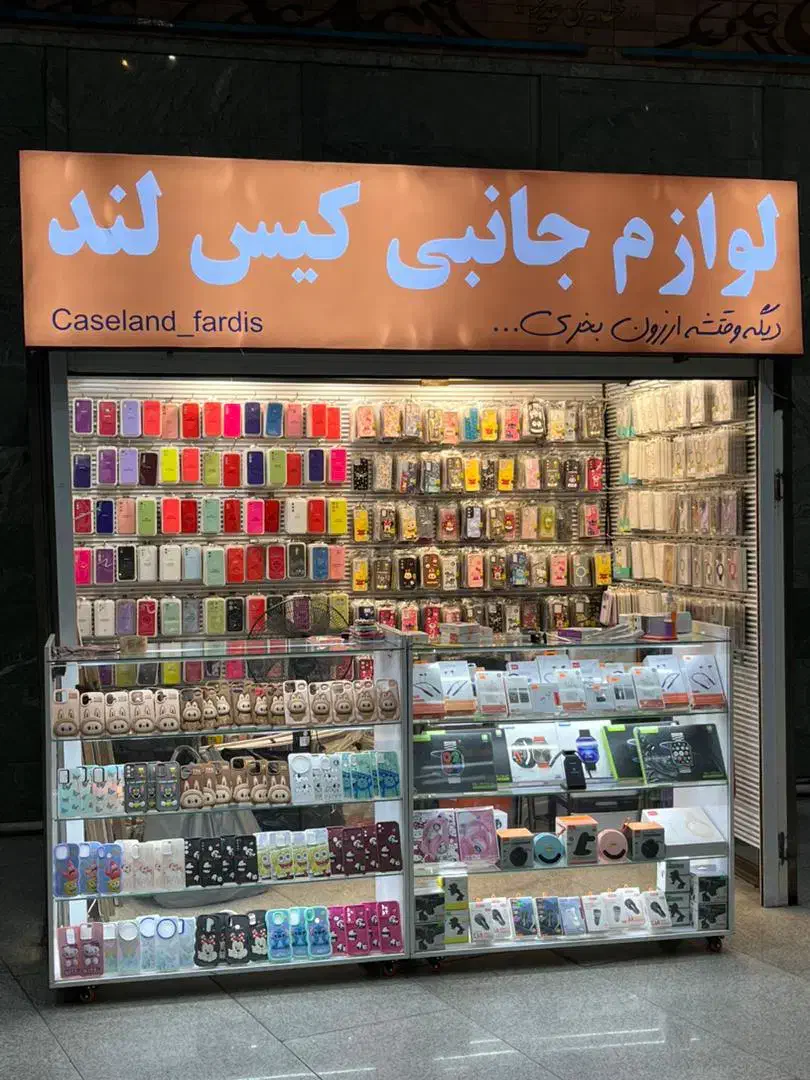 لوازم جانبی کیس لند
دیگه وقتشه ارزون بخری...
Caseland_fardis